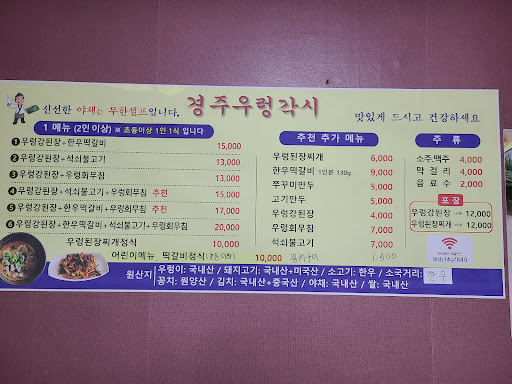 신선한 야채는 무한셀프입니다.
경주우렁각시
맛있게 드시고 건강하세요
1 메뉴 (2인 이상) ※ 초등이상 1인 1식 입니다
1 우렁강된장+한우떡갈비 15,000
2 우렁강된장+석쇠불고기 13,000
3 우렁강된장+우렁회무침 13,000
4 우렁강된장+석쇠불고기+우렁회무침 추천 15,000
5 우렁강된장+한우떡갈비+우렁회무침 추천 17,000
6 우렁강된장+한우떡갈비+석쇠불고기+우렁회무침 20,000
우렁된장찌개정식 10,000
어린이메뉴 떡갈비정식 10,000
추천 추가 메뉴
우렁된장찌개 6,000
한우떡갈비 1인분 130g 9,000
쭈꾸미만두 5,000
고기만두 5,000
우렁강된장 4,000
우렁회무침 7,000
석쇠불고기 7,000
1,500
주 류
소주.맥주 4,000
막 걸 리 4,000
음 료 수 2,000
포 장
우렁강된장 12,000
우렁된장찌개 12,000
원산지
우렁이: 국내산 / 돼지고기: 국내산+미국산 / 소고기: 한우 / 소국거리: 한우
꽁치: 원양산 / 김치: 국내산+중국산 / 야채: 국내산 / 쌀: 국내산